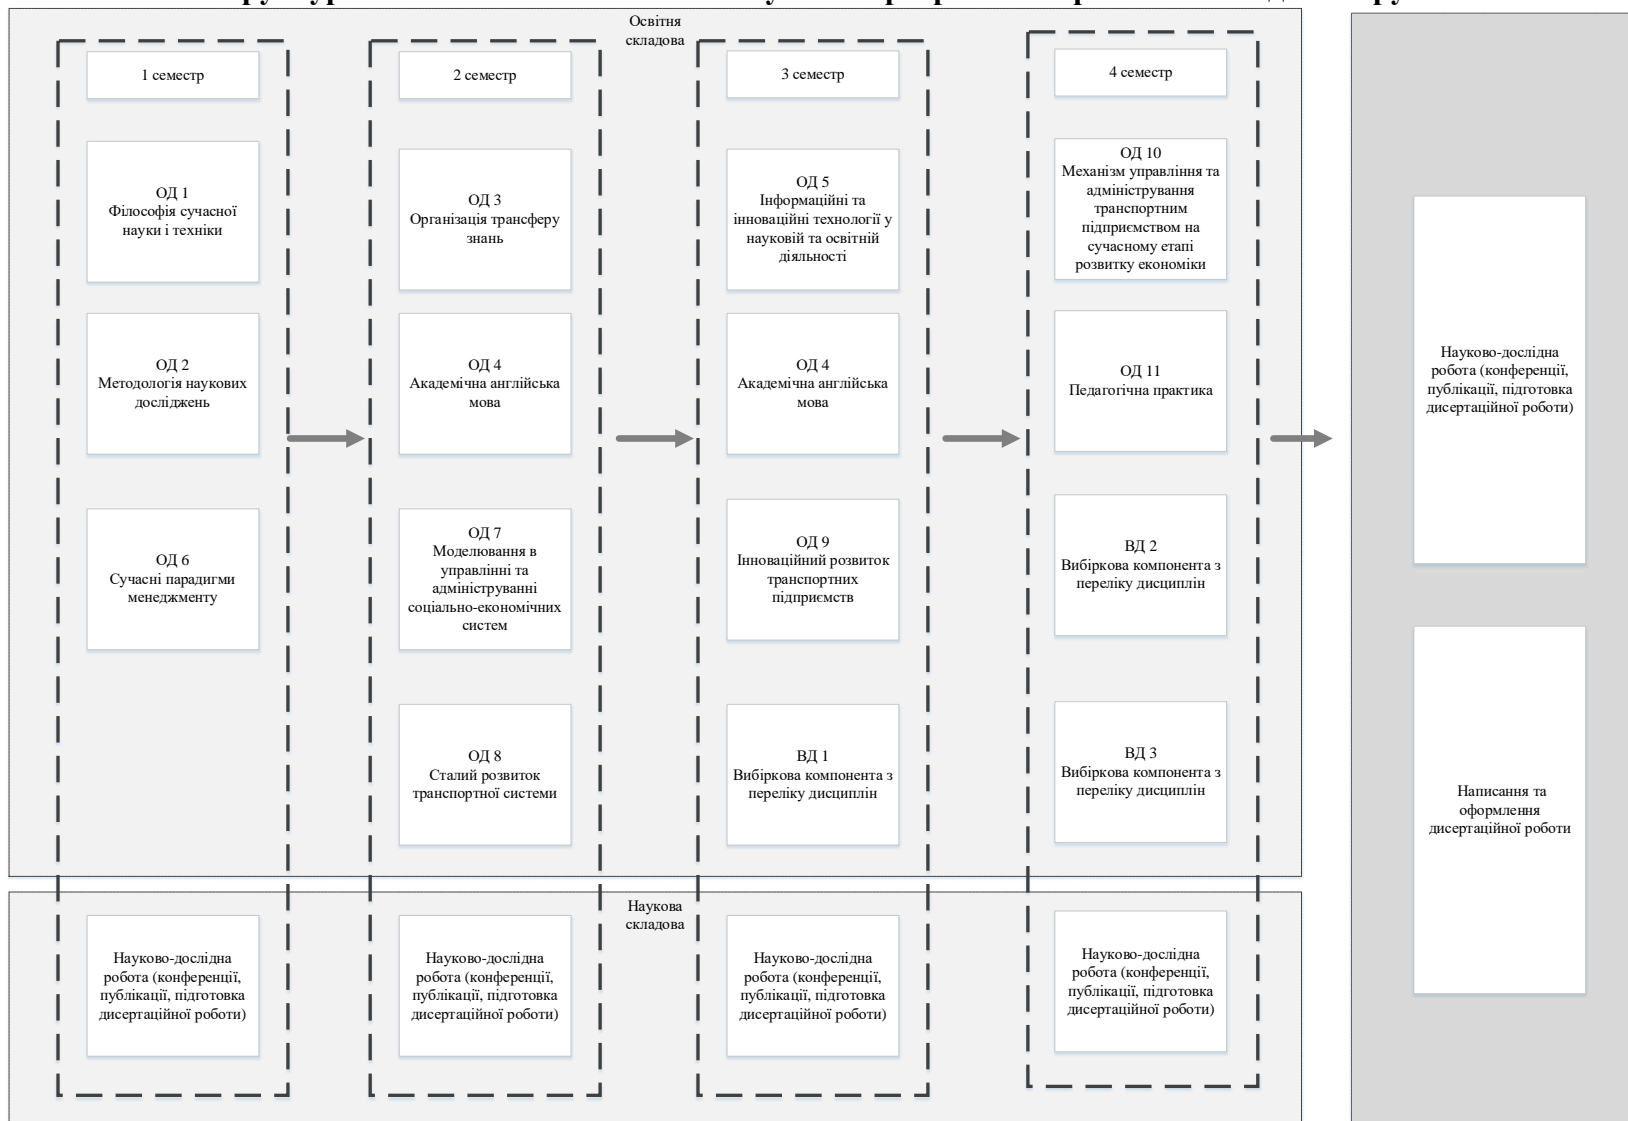 Освітня
складова
1 семестр
ОД 1
Філософія сучасної
науки і техніки
ОД 2
Методологія наукових
досліджень
ОД 6
Сучасні парадигми
менеджменту
2 семестр
ОД 3
Організація трансферу
знань
ОД 4
Академічна англійська
мова
ОД 7
Моделювання в
управлінні та
адмініструванні
соціально-економічних
систем
ОД 8
Сталий розвиток
транспортної системи
3 семестр
ОД 5
Інформаційні та
інноваційні технології у
науковій та освітній
діяльності
ОД 4
Академічна англійська
мова
ОД 9
Інноваційний розвиток
транспортних
підприємств
ВД 1
Вибіркова компонента з
переліку дисциплін
4 семестр
ОД 10
Механізм управління та
адміністрування
транспортним
підприємством на
сучасному етапі
розвитку економіки
ОД 11
Педагогічна практика
ВД 2
Вибіркова компонента з
переліку дисциплін
ВД 3
Вибіркова компонента з
переліку дисциплін
Наукова
складова
Науково-дослідна
робота (конференції,
публікації, підготовка
дисертаційної роботи)
Науково-дослідна
робота (конференції,
публікації, підготовка
дисертаційної роботи)
Науково-дослідна
робота (конференції,
публікації, підготовка
дисертаційної роботи)
Науково-дослідна
робота (конференції,
публікації, підготовка
дисертаційної роботи)
Науково-дослідна
робота (конференції,
публікації, підготовка
дисертаційної роботи)
Написання та
оформлення
дисертаційної роботи